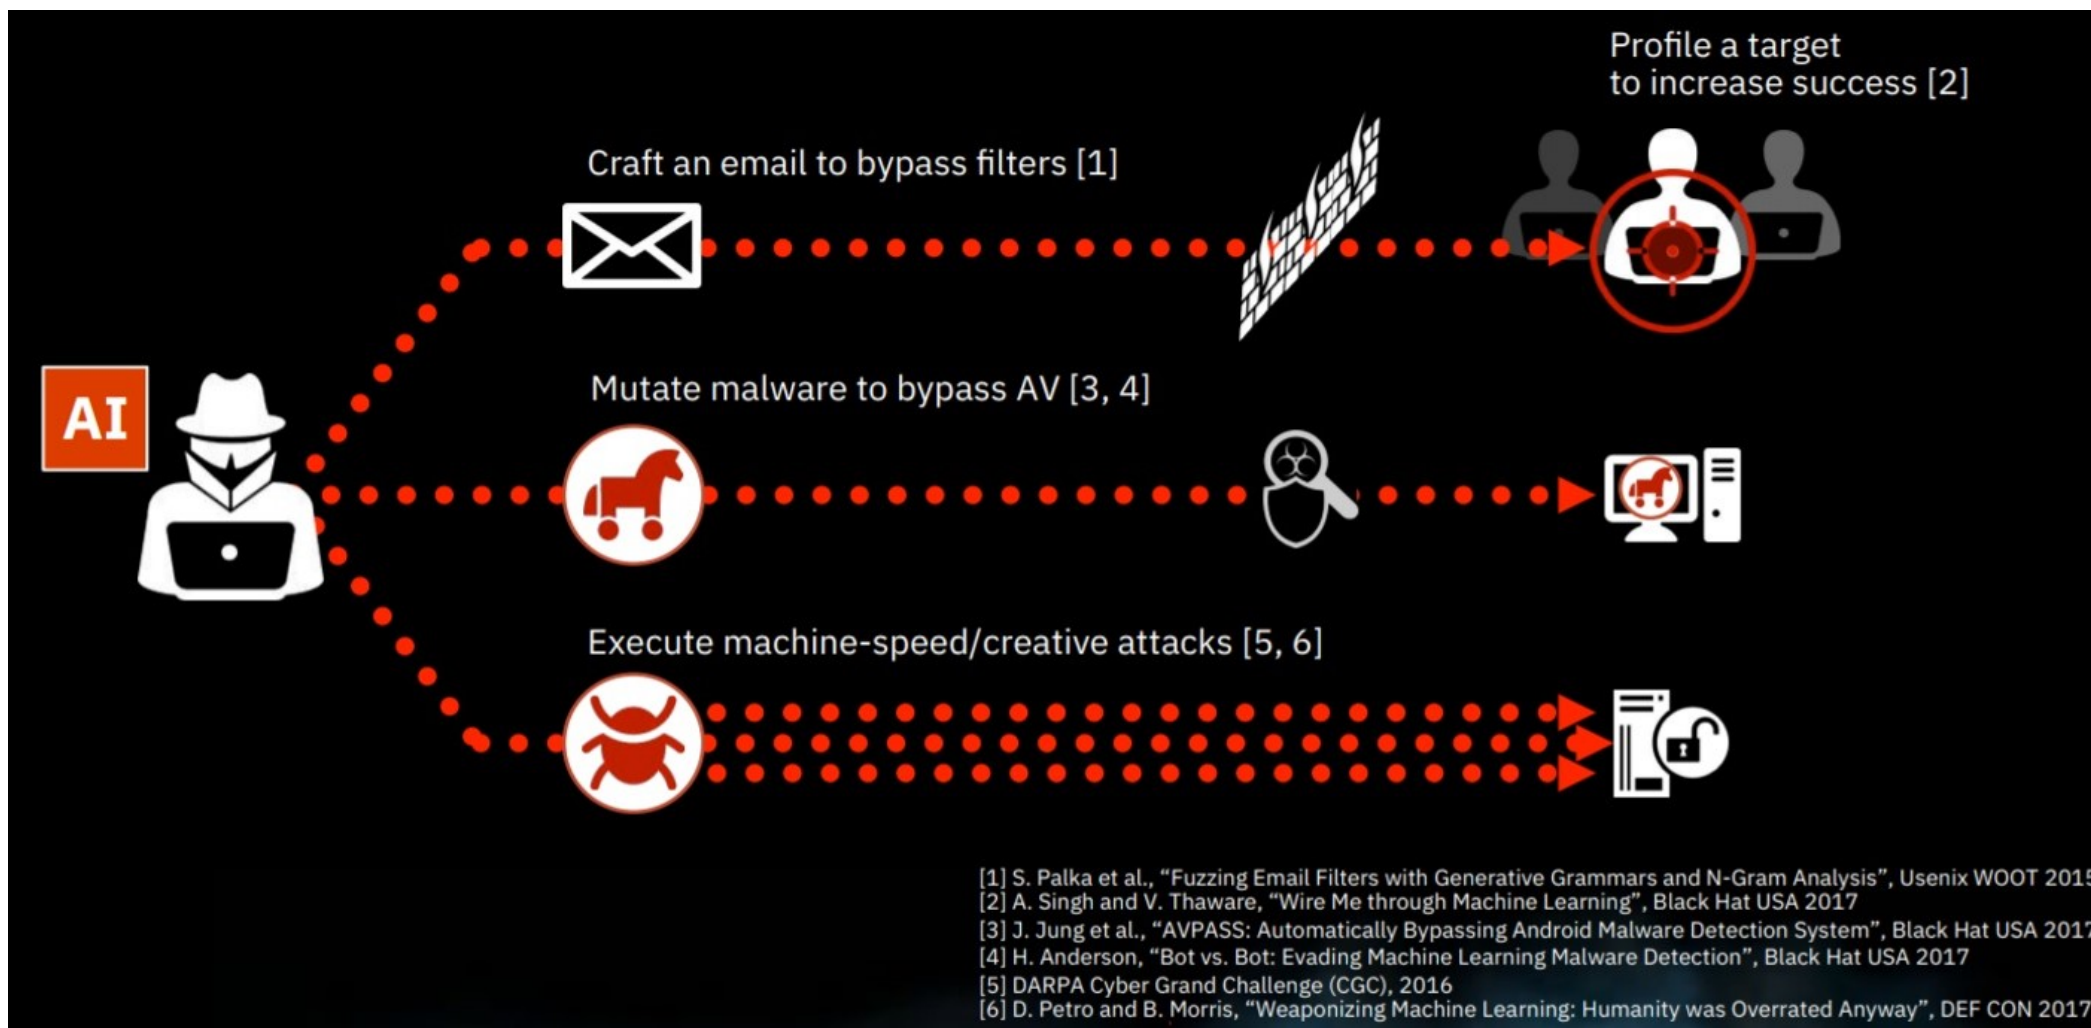 Profile a target
to increase success [2]
Craft an email to bypass filters [1]
AI
Mutate malware to bypass AV [3, 4]
Execute machine-speed/creative attacks [5, 6]
[1] S. Palka et al., “Fuzzing Email Filters with Generative Grammars and N-Gram Analysis”, Usenix WOOT 2015
[2] A. Singh and V. Thaware, “Wire Me through Machine Learning”, Black Hat USA 2017
[3] J. Jung et al., “AVPASS: Automatically Bypassing Android Malware Detection System”, Black Hat USA 2017
[4] H. Anderson, “Bot vs. Bot: Evading Machine Learning Malware Detection”, Black Hat USA 2017
[5] DARPA Cyber Grand Challenge (CGC), 2016
[6] D. Petro and B. Morris, “Weaponizing Machine Learning: Humanity was Overrated Anyway”, DEF CON 2017